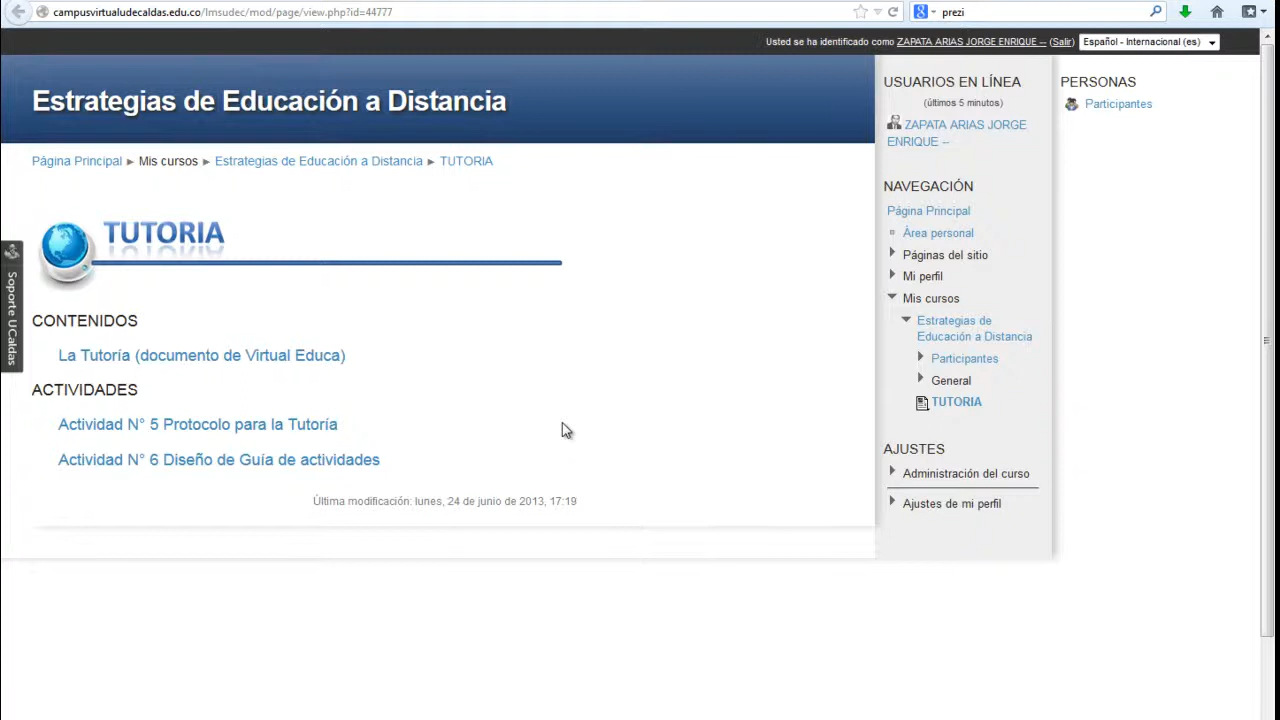 campusvirtualudecaldas.edu.co/lmsudec/mod/page/view.php?id=44777
prezi
Usted se ha identificado como ZAPATA ARIAS JORGE ENRIQUE -- (Salir)
Español - Internacional (es)
Estrategias de Educación a Distancia
Página Principal ► Mis cursos ► Estrategias de Educación a Distancia ► TUTORIA
TUTORIA
Soporte UCaldas
CONTENIDOS
La Tutoría (documento de Virtual Educa)
ACTIVIDADES
Actividad N° 5 Protocolo para la Tutoría
Actividad N° 6 Diseño de Guía de actividades
Última modificación: lunes, 24 de junio de 2013, 17:19
USUARIOS EN LÍNEA
(últimos 5 minutos)
ZAPATA ARIAS JORGE
ENRIQUE --
NAVEGACIÓN
Página Principal
Área personal
Páginas del sitio
Mi perfil
Mis cursos
Estrategias de
Educación a Distancia
Participantes
General
TUTORIA
AJUSTES
Administración del curso
Ajustes de mi perfil
PERSONAS
Participantes